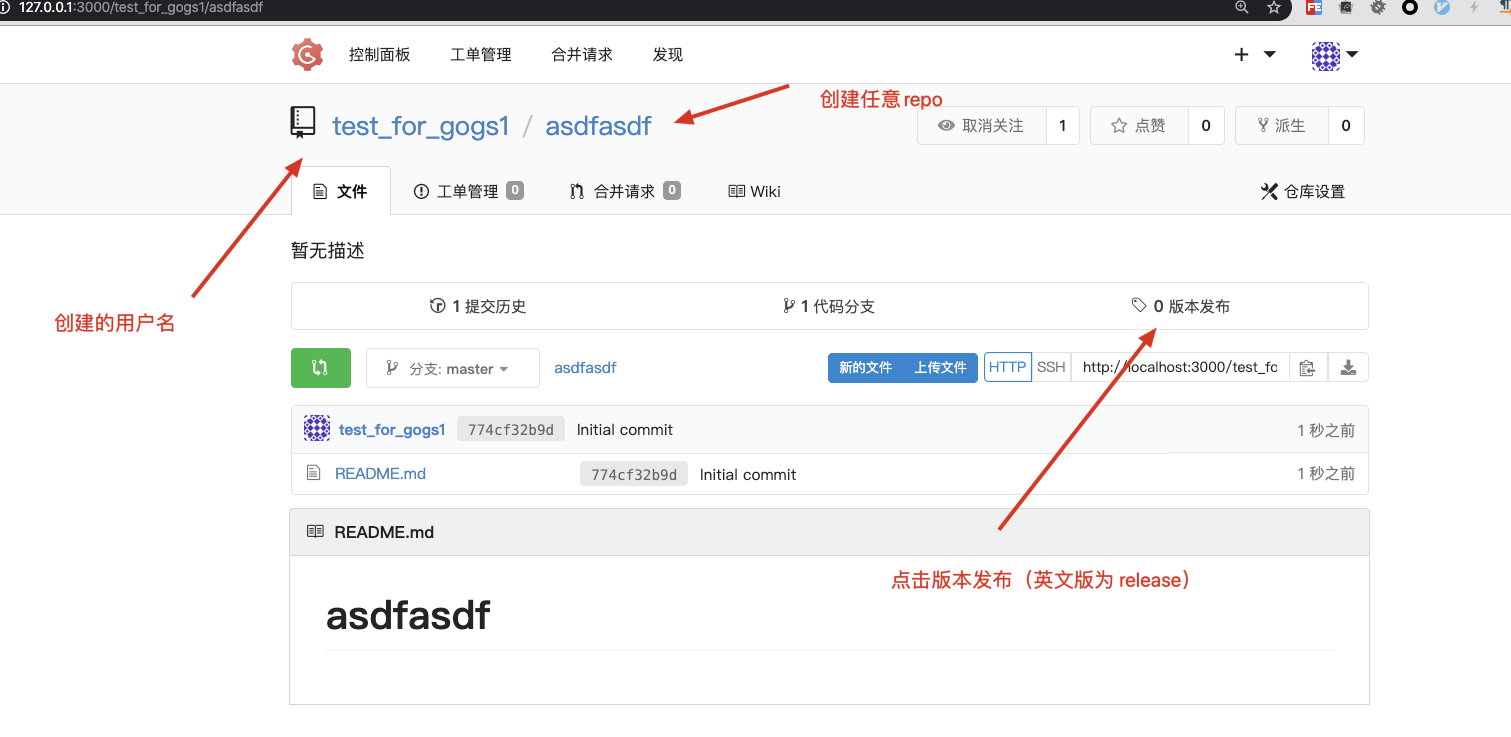 127.0.0.1:3000/test_for_gogs1/asdfasdf
控制面板 工单管理 合并请求 发现
创建任意repo
test_for_gogs1 / asdfasdf
取消关注 1 点赞 0 派生 0
文件 工单管理 0 合并请求 0 Wiki 仓库设置
暂无描述
1 提交历史 1 代码分支 0 版本发布
创建的用户名
分支: master asdfasdf 新的文件 上传文件 HTTP SSH http://localhost:3000/test_fo
test_for_gogs1 774cf32b9d Initial commit 1 秒之前
README.md 774cf32b9d Initial commit 1 秒之前
README.md
点击版本发布（英文版为 release）
asdfasdf